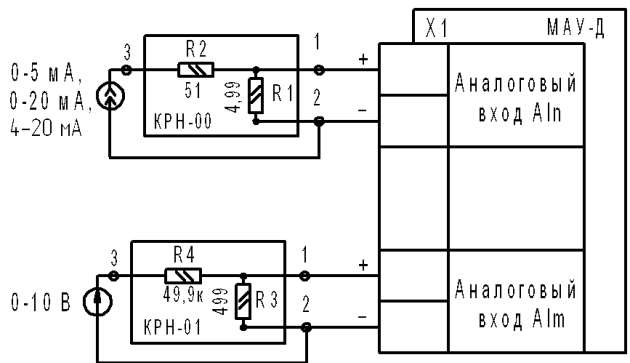 X1 МАУ-Д
3 R2 1
+
0-5 мА,
0-20 мА,
4-20 мА
51
4,99
R1
2
–
КРН-00
Аналоговый
вход AIn
3 R4 1
+
0-10 В
49,9к
499
R3
2
–
КРН-01
Аналоговый
вход AIm